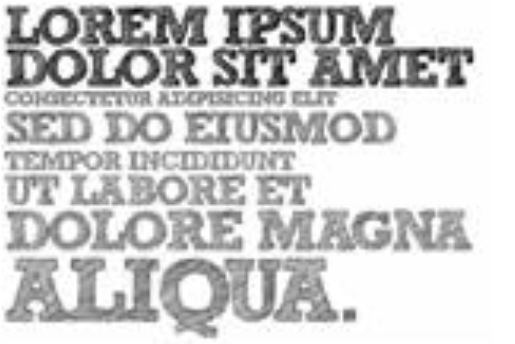 LOREM IPSUM
DOLOR SIT AMET
CONSECTETUR ADIPISICING ELIT
SED DO EIUSMOD
TEMPOR INCIDIDUNT
UT LABORE ET
DOLORE MAGNA
ALIQUA.